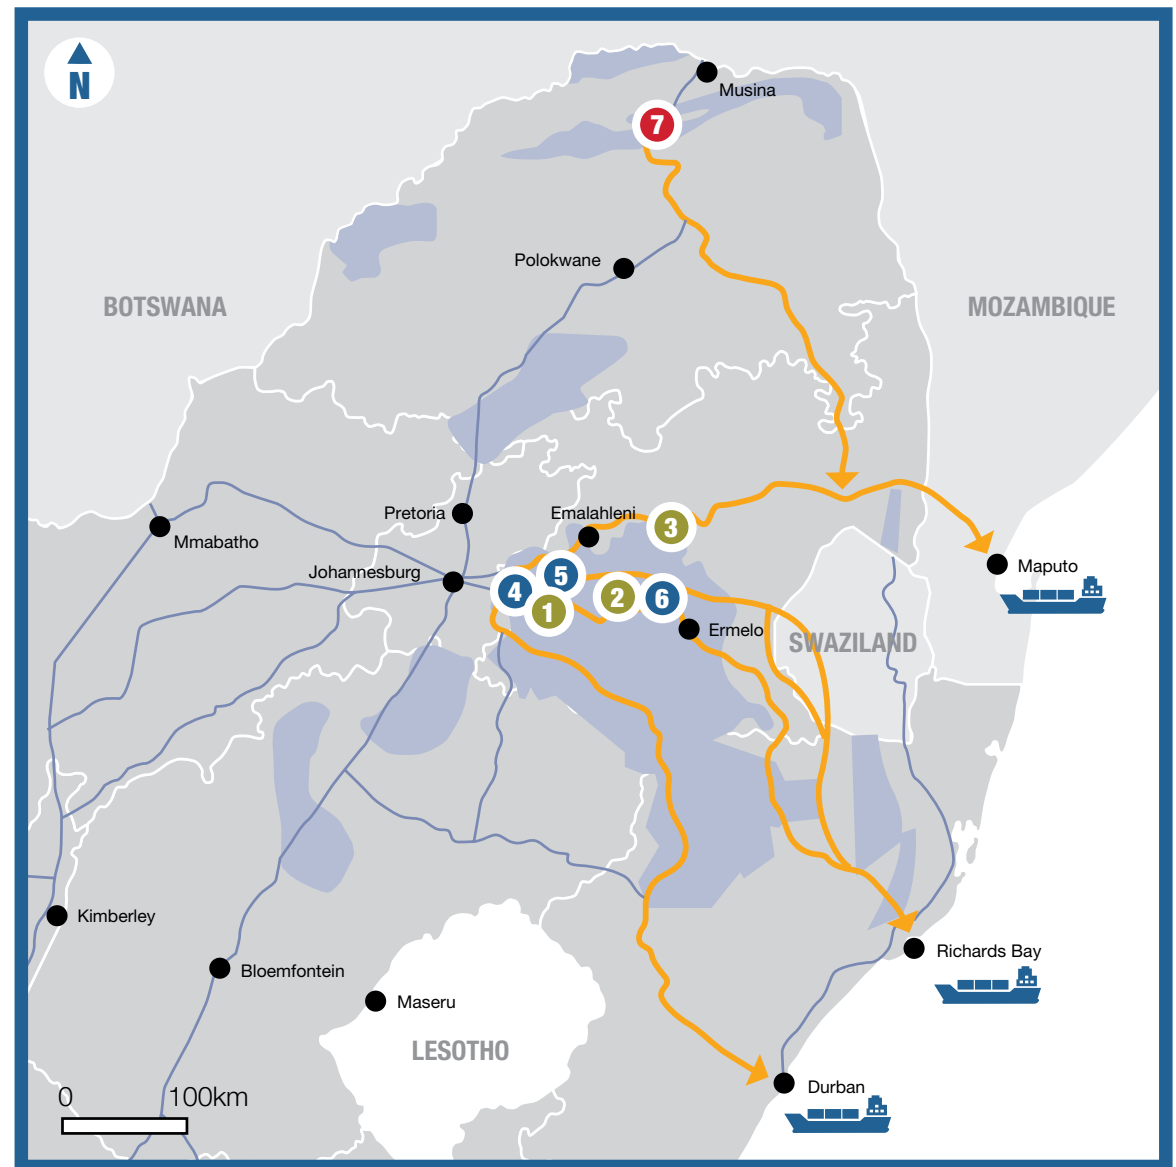 N
Musina
7
Polokwane
BOTSWANA
MOZAMBIQUE
Pretoria
Emalahleni
3
Mmabatho
Johannesburg
Maputo
5
4
2
6
1
Ermelo
SWAZILAND
Kimberley
Richards Bay
Bloemfontein
Maseru
LESOTHO
0
100km
Durban